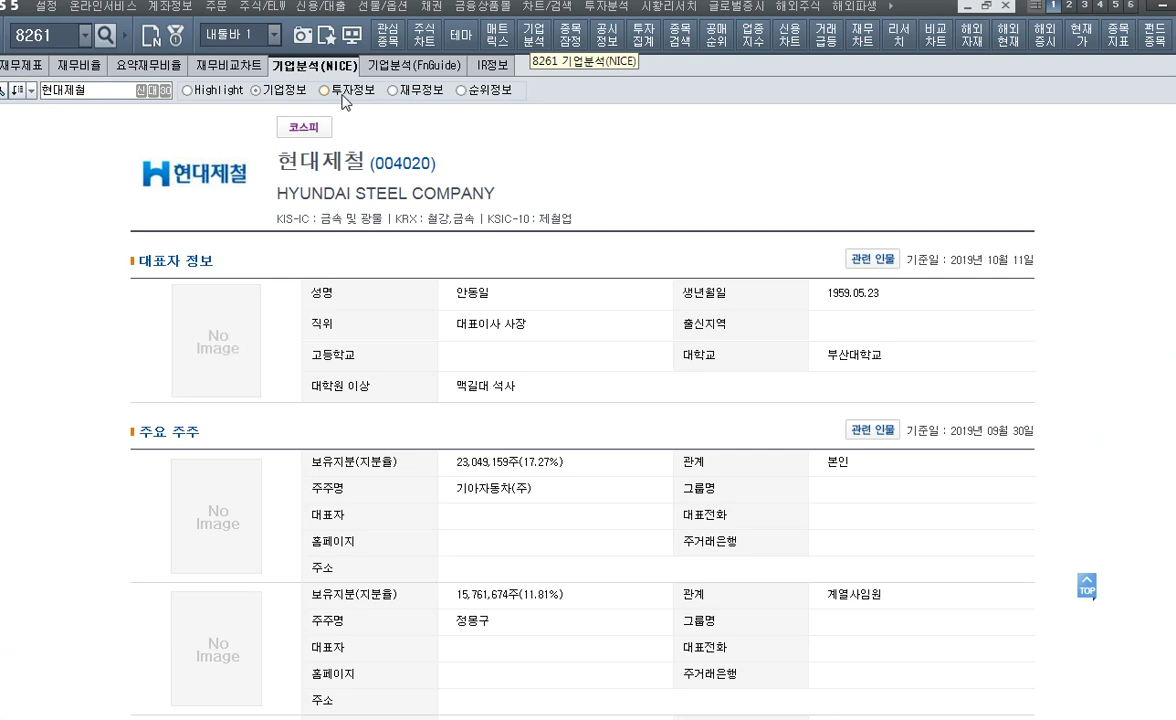 S 5 설정 온라인서비스 계좌정보 주문 주식/ELW 신용/대출 선물/옵션 채권 금융상품몰 차트/검색 투자분석 시황리서치 글로벌증시 해외주식 해외파생 1 2 3 4 5 6
8261 내툴바 1 관심종목 주식차트 테마 매트릭스 기업분석 종목잠정 공시정보 투자집계 종목검색 공매순위 업종지수 신용차트 거래급등 재무차트 리서치 비교차트 해외자재 해외현재 해외증시 현재가 종목지표 펀드종목
재무제표 재무비율 요약재무비율 재무비교차트 기업분석(NICE) 기업분석(FnGuide) IR정보 8261 기업분석(NICE)
현대제철 신 대 30 Highlight 기업정보 투자정보 재무정보 순위정보
코스피
현대제철 현대제철 (004020)
HYUNDAI STEEL COMPANY
KIS-IC : 금속 및 광물 | KRX : 철강,금속 | KSIC-10 : 제철업
대표자 정보 관련 인물 기준일 : 2019년 10월 11일
No Image
성명 안동일 생년월일 1959.05.23
직위 대표이사 사장 출신지역
고등학교 대학교 부산대학교
대학원 이상 맥길대 석사
주요 주주 관련 인물 기준일 : 2019년 09월 30일
No Image
보유지분(지분율) 23,049,159주(17.27%) 관계 본인
주주명 기아자동차(주) 그룹명
대표자 대표전화
홈페이지 주거래은행
주소
No Image
보유지분(지분율) 15,761,674주(11.81%) 관계 계열사임원
주주명 정몽구 그룹명
대표자 대표전화
홈페이지 주거래은행
주소
TOP